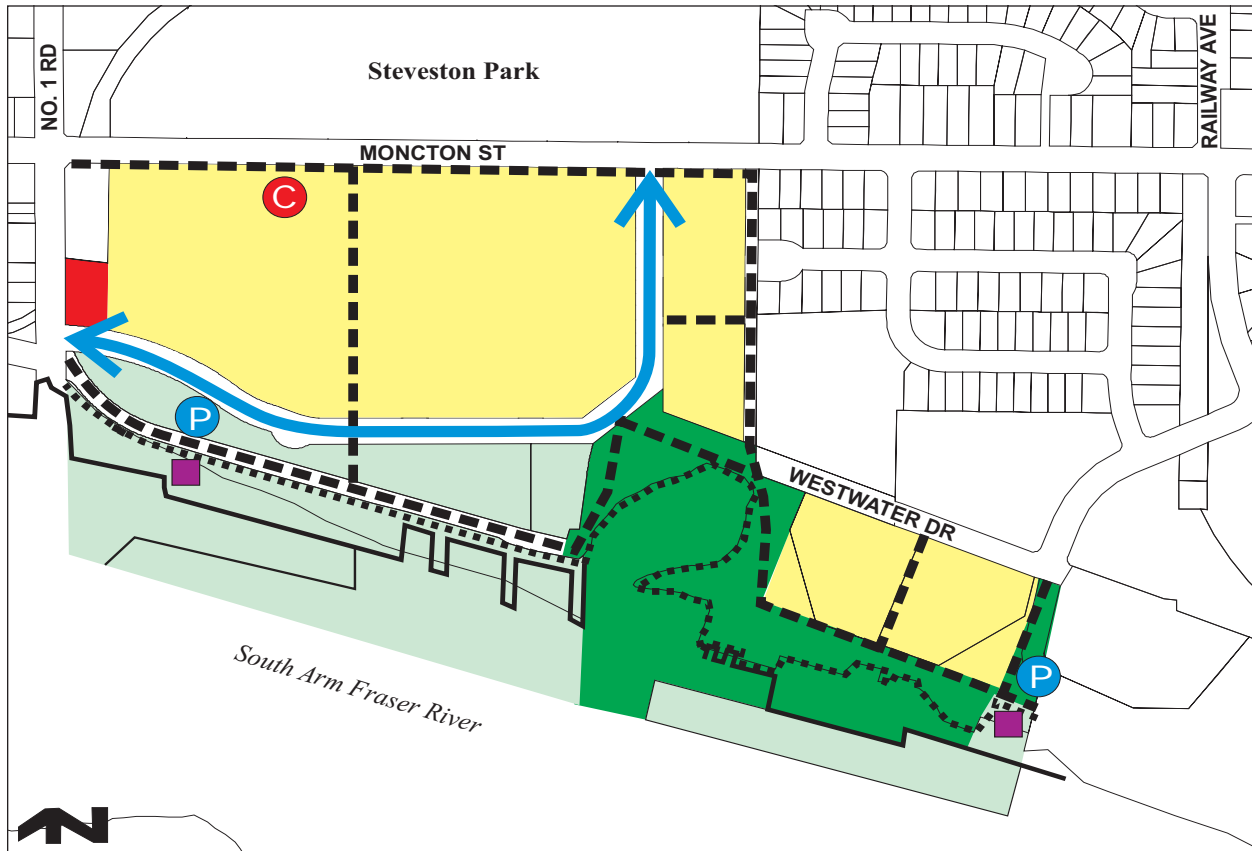 NO. 1 RD
Steveston Park
RAILWAY AVE
MONCTON ST
C
P
WESTWATER DR
South Arm Fraser River
P
N